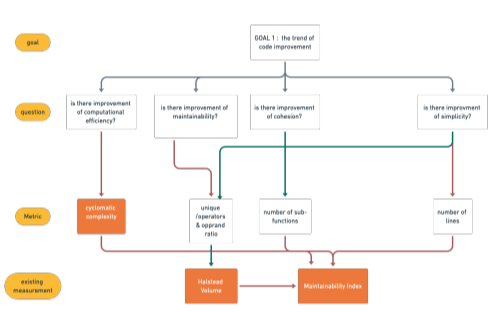 goal
GOAL 1 : the trend of
code improvement
question
is there improvement
of computational
efficiency?
is there improvement of
maintainability?
is there improvement
of cohesion?
is there improvment
of simplicity?
Metric
cyclomatic
complexity
unique
/operators
& opprand
ratio
number of sub-
functions
number of
lines
existing
measurement
Halstead
Volume
Maintainability Index